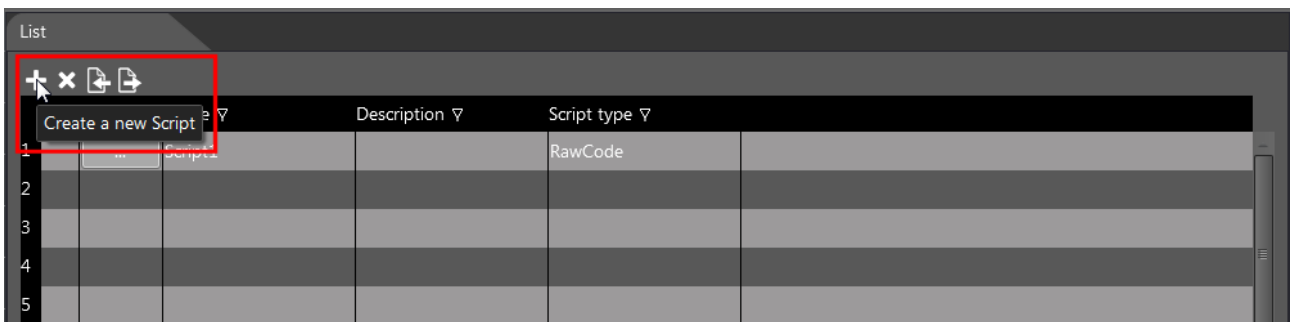 List
e Description Script type
Create a new Script
1 ... Script1 RawCode
2
3
4
5